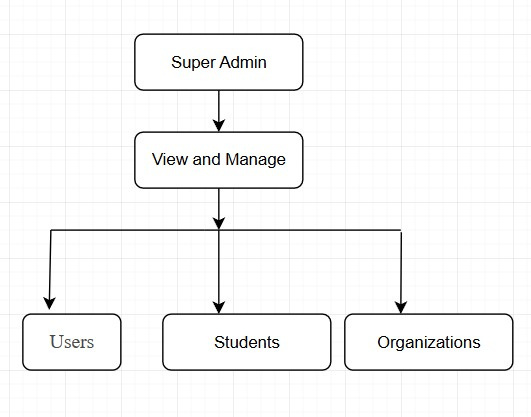 Super Admin
View and Manage
Users
Students
Organizations